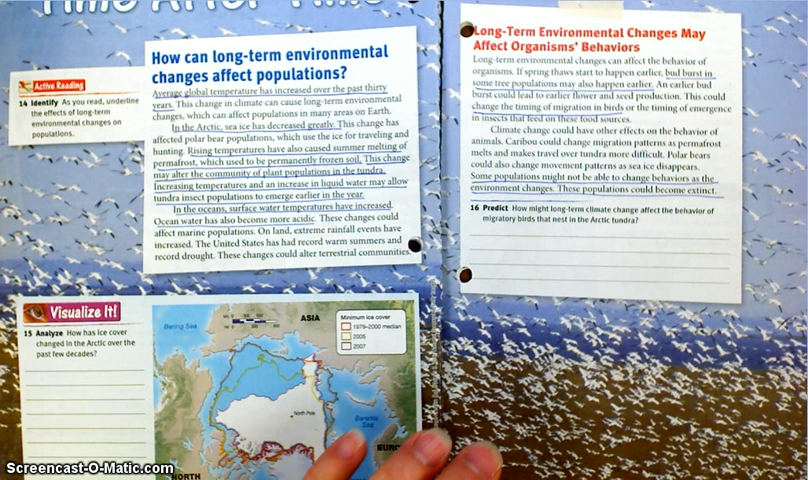 Time After Time
Active Reading
14 Identify As you read, underline
the effects of long-term
environmental changes on
populations.
How can long-term environmental
changes affect populations?
Average global temperature has increased over the past thirty
years. This change in climate can cause long-term environmental
changes, which can affect populations in many areas on Earth.
In the Arctic, sea ice has decreased greatly. This change has
affected polar bear populations, which use the ice for traveling and
hunting. Rising temperatures have also caused summer melting of
permafrost, which used to be permanently frozen soil. This change
may alter the community of plant populations in the tundra.
Increasing temperatures and an increase in liquid water may allow
tundra insect populations to emerge earlier in the year.
In the oceans, surface water temperatures have increased.
Ocean water has also become more acidic. These changes could
affect marine populations. On land, extreme rainfall events have
increased. The United States has had record warm summers and
record drought. These changes could alter terrestrial communities.
Visualize It!
15 Analyze How has ice cover
changed in the Arctic over the
past few decades?
Bering Sea
ASIA
Minimum ice cover
1979–2000 median
2005
2007
North Pole
Barents
Sea
EURO
NORTH
Long-Term Environmental Changes May
Affect Organisms' Behaviors
Long-term environmental changes can affect the behavior of
organisms. If spring thaws start to happen earlier, bud burst in
some tree populations may also happen earlier. An earlier bud
burst could lead to earlier flower and seed production. This could
change the timing of migration in birds or the timing of emergence
in insects that feed on these food sources.
Climate change could have other effects on the behavior of
animals. Caribou could change migration patterns as permafrost
melts and makes travel over tundra more difficult. Polar bears
could also change movement patterns as sea ice disappears.
Some populations might not be able to change behaviors as the
environment changes. These populations could become extinct.
16 Predict How might long-term climate change affect the behavior of
migratory birds that nest in the Arctic tundra?
Screencast-O-Matic.com